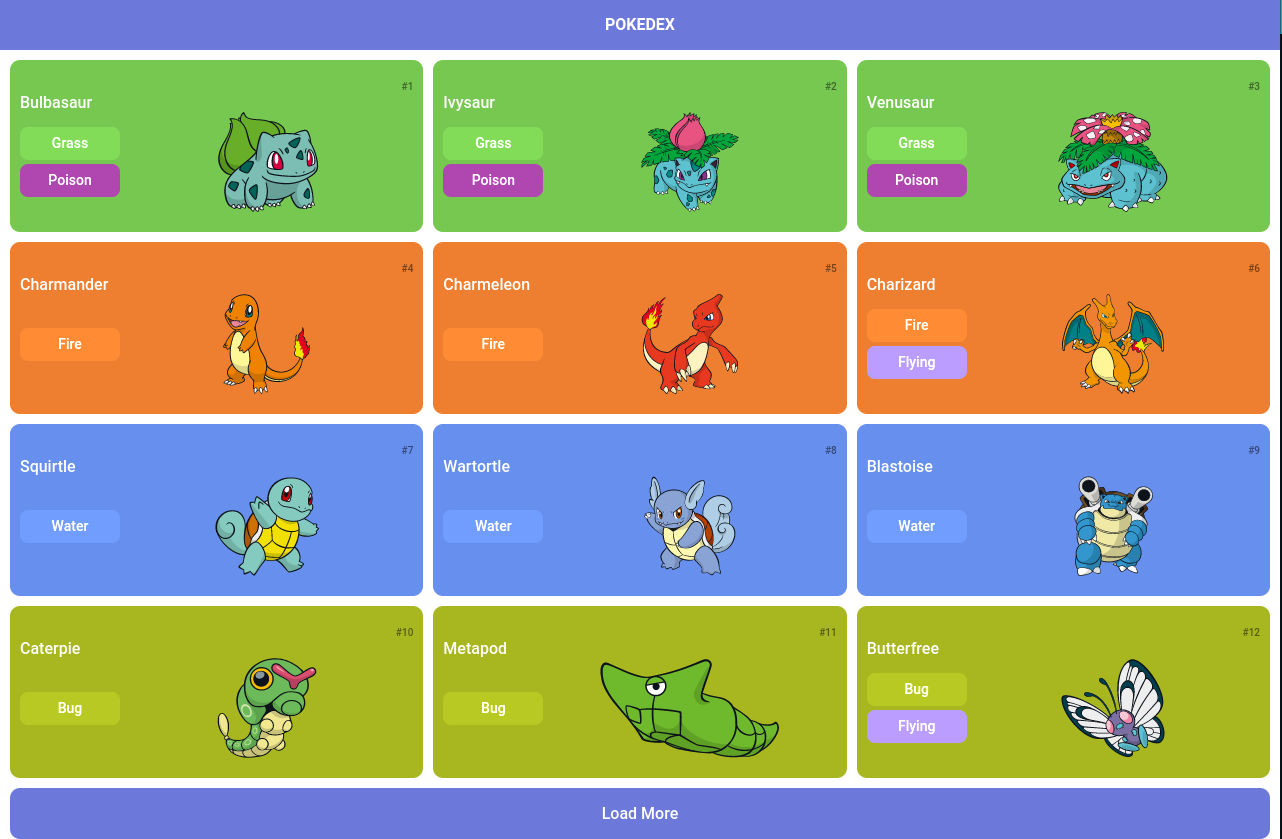 POKEDEX
#1
Bulbasaur
Grass
Poison
#2
Ivysaur
Grass
Poison
#3
Venusaur
Grass
Poison
#4
Charmander
Fire
#5
Charmeleon
Fire
#6
Charizard
Fire
Flying
#7
Squirtle
Water
#8
Wartortle
Water
#9
Blastoise
Water
#10
Caterpie
Bug
#11
Metapod
Bug
#12
Butterfree
Bug
Flying
Load More